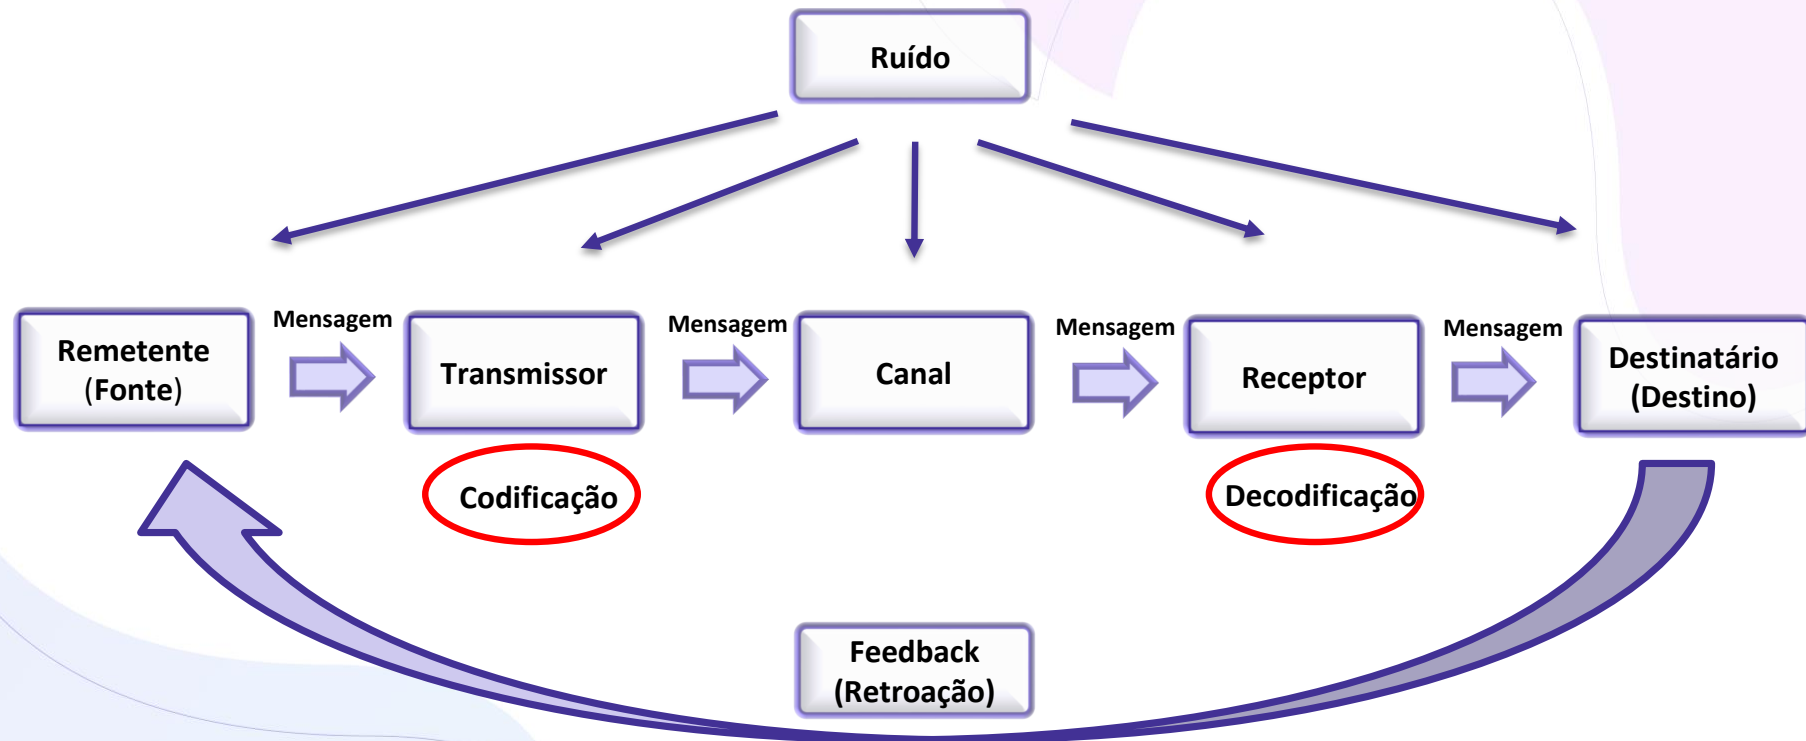 Ruído
Mensagem
Mensagem
Mensagem
Mensagem
Remetente
(Fonte)
Transmissor
Canal
Receptor
Destinatário
(Destino)
Codificação
Decodificação
Feedback
(Retroação)